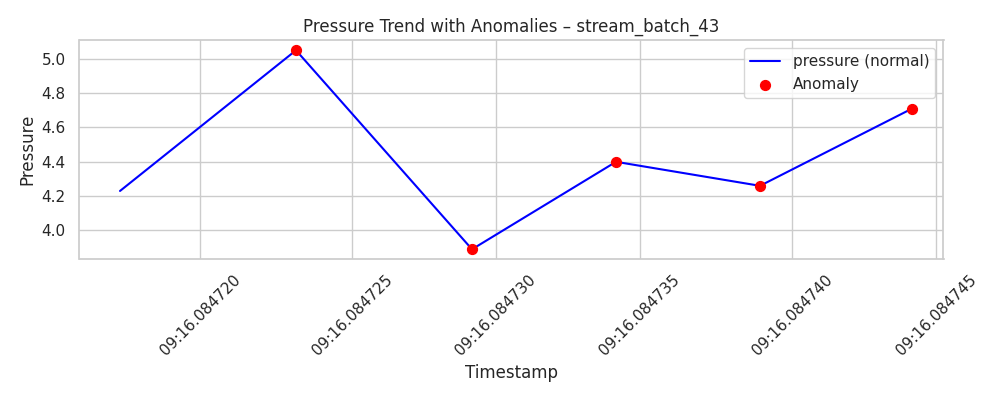 Pressure Trend with Anomalies – stream_batch_43
pressure (normal)
Anomaly
Pressure
5.0
4.8
4.6
4.4
4.2
4.0
09:16.084720
09:16.084725
09:16.084730
09:16.084735
09:16.084740
09:16.084745
Timestamp